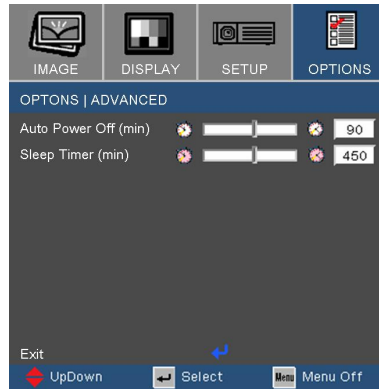 IMAGE DISPLAY SETUP OPTIONS
OPTONS | ADVANCED
Auto Power Off (min) 90
Sleep Timer (min) 450
Exit
UpDown Select Menu Menu Off